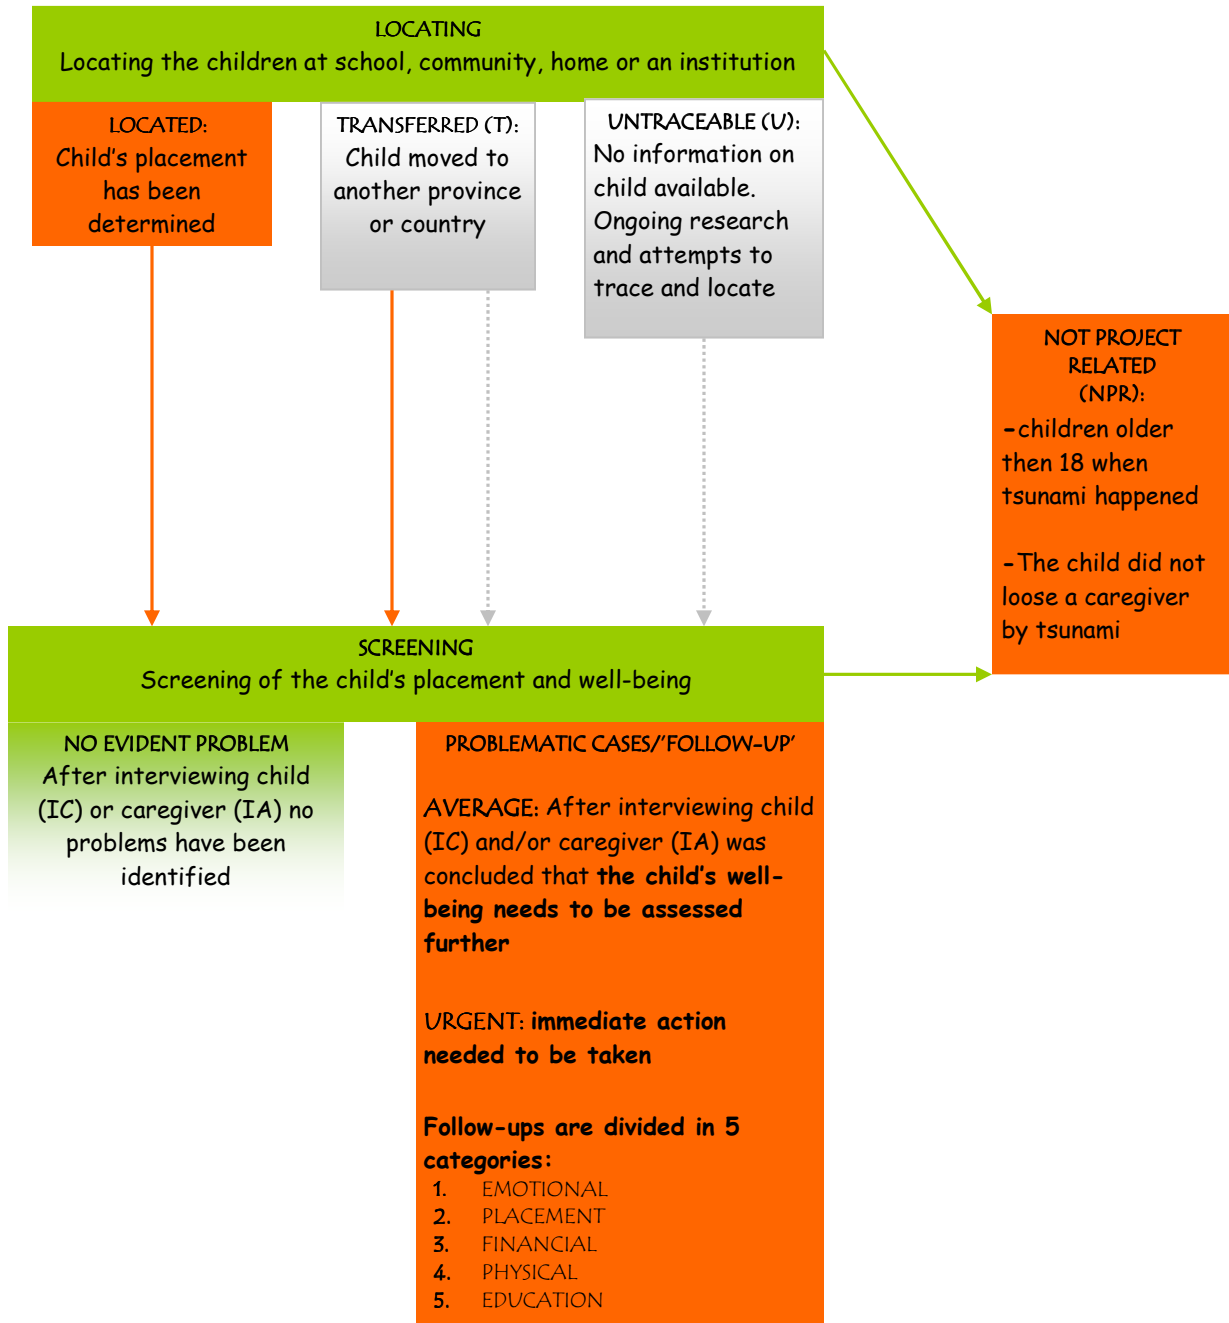 LOCATING
Locating the children at school, community, home or an institution
LOCATED:
Child's placement
has been
determined
TRANSFERRED (T):
Child moved to
another province
or country
UNTRACEABLE (U):
No information on
child available.
Ongoing research
and attempts to
trace and locate
NOT PROJECT
RELATED
(NPR):
-children older
then 18 when
tsunami happened
-The child did not
loose a caregiver
by tsunami
SCREENING
Screening of the child's placement and well-being
NO EVIDENT PROBLEM
After interviewing child
(IC) or caregiver (IA) no
problems have been
identified
PROBLEMATIC CASES/'FOLLOW-UP'
AVERAGE: After interviewing child
(IC) and/or caregiver (IA) was
concluded that the child's well-
being needs to be assessed
further
URGENT: immediate action
needed to be taken
Follow-ups are divided in 5
categories:
1. EMOTIONAL
2. PLACEMENT
3. FINANCIAL
4. PHYSICAL
5. EDUCATION